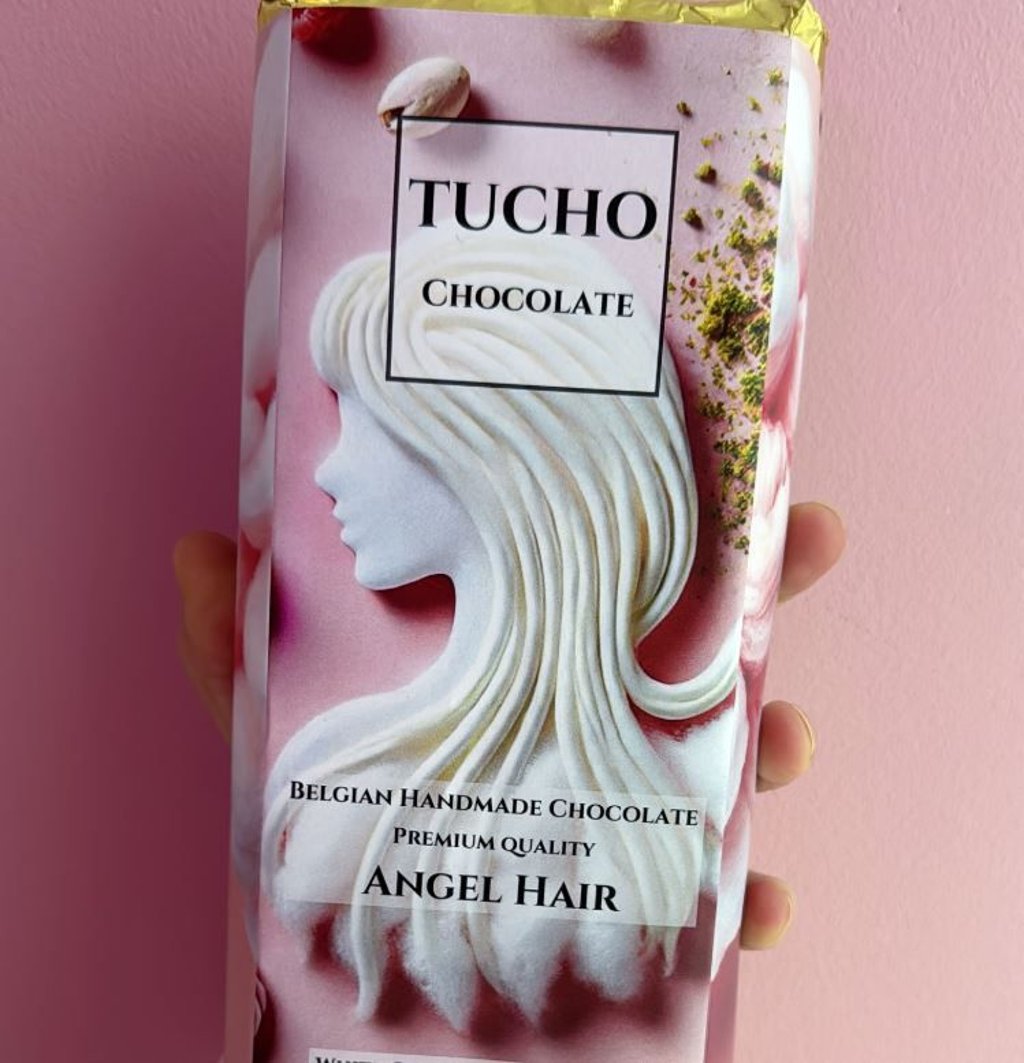 TUCHO
CHOCOLATE
BELGIAN HANDMADE CHOCOLATE
PREMIUM QUALITY
ANGEL HAIR